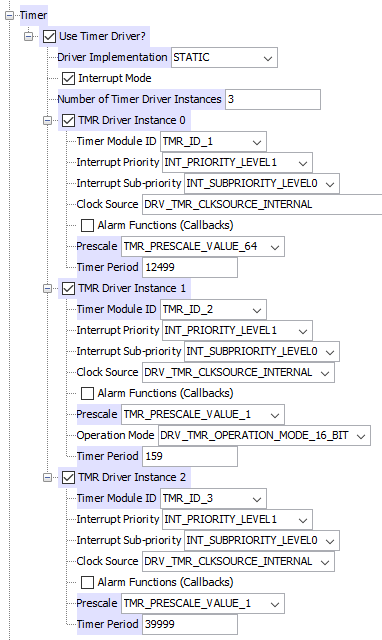 Timer
Use Timer Driver?
Driver Implementation STATIC
Interrupt Mode
Number of Timer Driver Instances 3
TMR Driver Instance 0
Timer Module ID TMR_ID_1
Interrupt Priority INT_PRIORITY_LEVEL1
Interrupt Sub-priority INT_SUBPRIORITY_LEVEL0
Clock Source DRV_TMR_CLKSOURCE_INTERNAL
Alarm Functions (Callbacks)
Prescale TMR_PRESCALE_VALUE_64
Timer Period 12499
TMR Driver Instance 1
Timer Module ID TMR_ID_2
Interrupt Priority INT_PRIORITY_LEVEL1
Interrupt Sub-priority INT_SUBPRIORITY_LEVEL0
Clock Source DRV_TMR_CLKSOURCE_INTERNAL
Alarm Functions (Callbacks)
Prescale TMR_PRESCALE_VALUE_1
Operation Mode DRV_TMR_OPERATION_MODE_16_BIT
Timer Period 159
TMR Driver Instance 2
Timer Module ID TMR_ID_3
Interrupt Priority INT_PRIORITY_LEVEL1
Interrupt Sub-priority INT_SUBPRIORITY_LEVEL0
Clock Source DRV_TMR_CLKSOURCE_INTERNAL
Alarm Functions (Callbacks)
Prescale TMR_PRESCALE_VALUE_1
Timer Period 39999